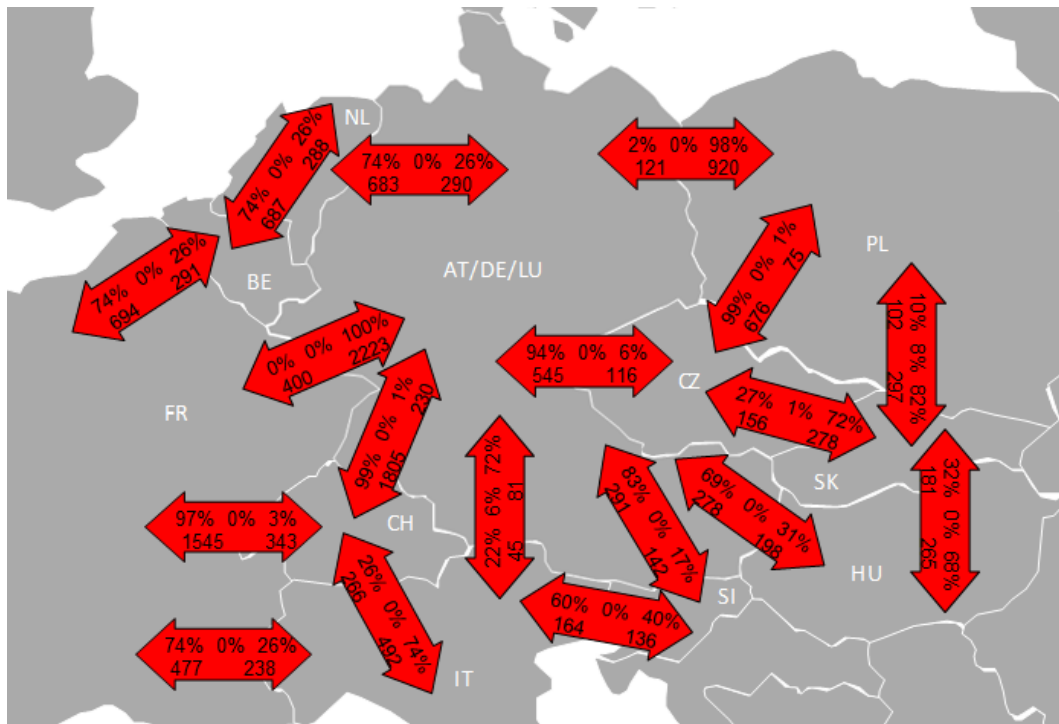 NL
74% 0% 26%
687 288
74% 0% 26%
683 290
2% 0% 98%
121 920
74% 0% 26%
694 291
BE
AT/DE/LU
99% 0% 1%
676 75
PL
0% 0% 100%
400 2223
10% 8% 82%
102 297
94% 0% 6%
545 116
CZ
FR
99% 0% 1%
1805 230
27% 1% 72%
156 278
22% 6% 72%
45 81
83% 0% 17%
291 142
69% 0% 31%
278 198
SK
32% 0% 68%
181 265
97% 0% 3%
1545 343
CH
HU
26% 0% 74%
266 492
60% 0% 40%
164 136
SI
74% 0% 26%
477 238
IT